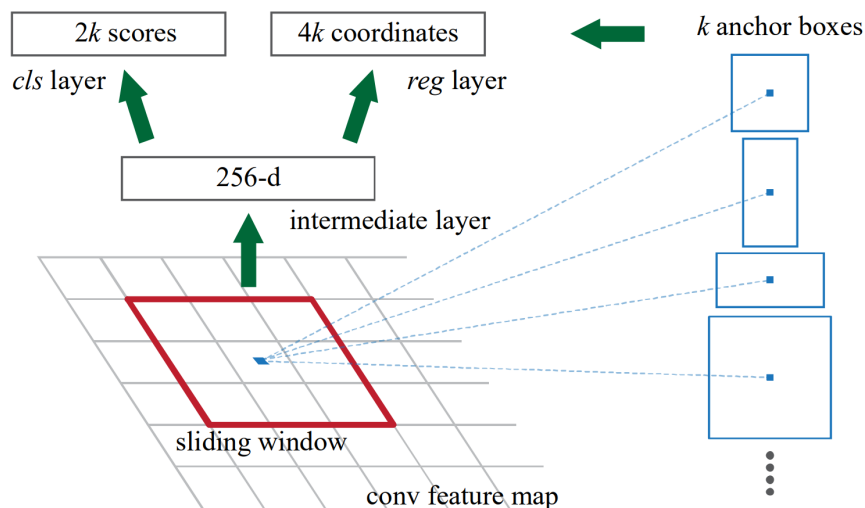 2k scores
4k coordinates
k anchor boxes
cls layer
reg layer
256-d
intermediate layer
sliding window
conv feature map